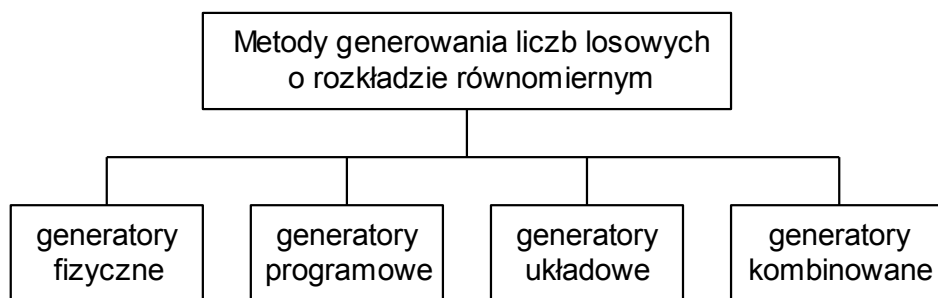 Metody generowania liczb losowych
o rozkładzie równomiernym
generatory
fizyczne
generatory
programowe
generatory
układowe
generatory
kombinowane